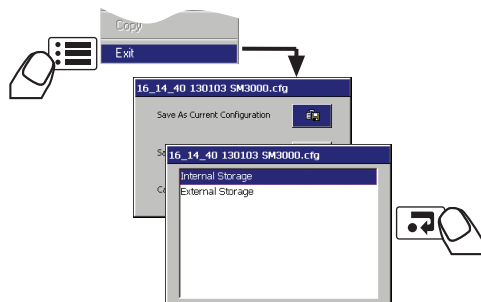 Copy
Exit
16_14_40 130103 SM3000.cfg
Save As Current Configuration
16_14_40 130103 SM3000.cfg
Internal Storage
External Storage